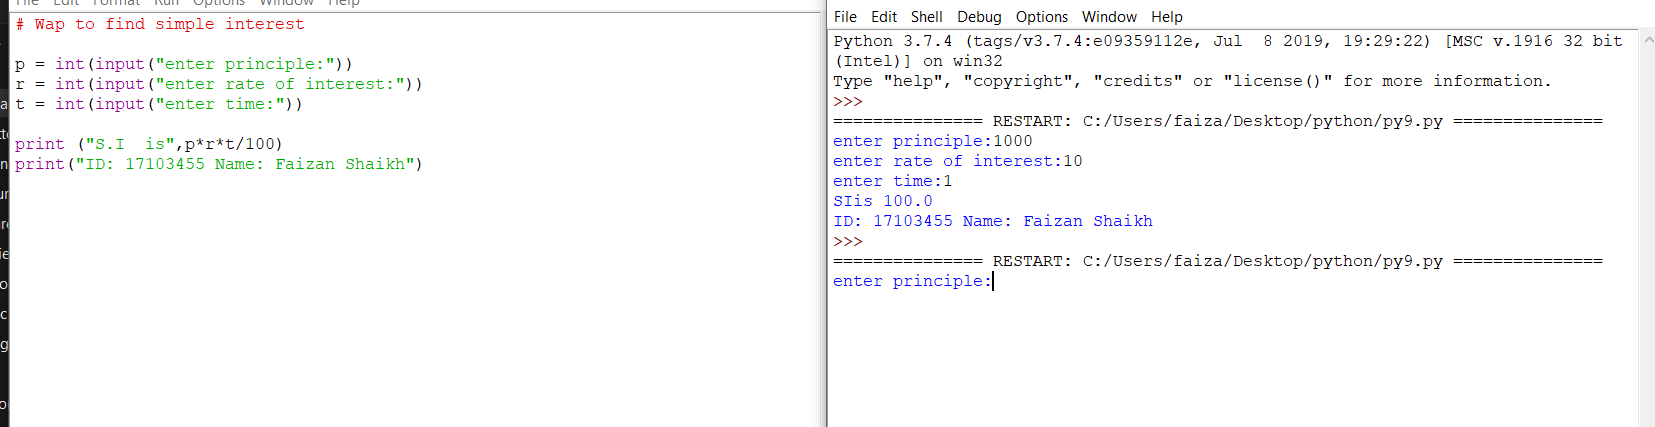 File Edit Format Run Options Window Help
# Wap to find simple interest
p = int(input("enter principle:"))
r = int(input("enter rate of interest:"))
t = int(input("enter time:"))
print ("S.I  is",p*r*t/100)
print("ID: 17103455 Name: Faizan Shaikh")
File Edit Shell Debug Options Window Help
Python 3.7.4 (tags/v3.7.4:e09359112e, Jul  8 2019, 19:29:22) [MSC v.1916 32 bit
(Intel)] on win32
Type "help", "copyright", "credits" or "license()" for more information.
>>>
=============== RESTART: C:/Users/faiza/Desktop/python/py9.py ===============
enter principle:1000
enter rate of interest:10
enter time:1
SIis 100.0
ID: 17103455 Name: Faizan Shaikh
>>>
=============== RESTART: C:/Users/faiza/Desktop/python/py9.py ===============
enter principle: